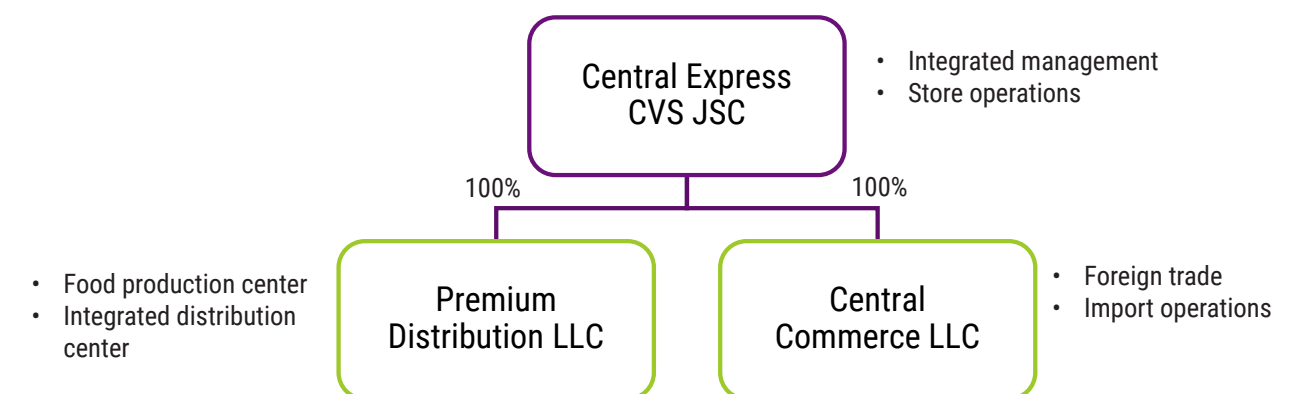 Central Express
CVS JSC
• Integrated management
• Store operations
100%
100%
• Food production center
• Integrated distribution
center
Premium
Distribution LLC
Central
Commerce LLC
• Foreign trade
• Import operations